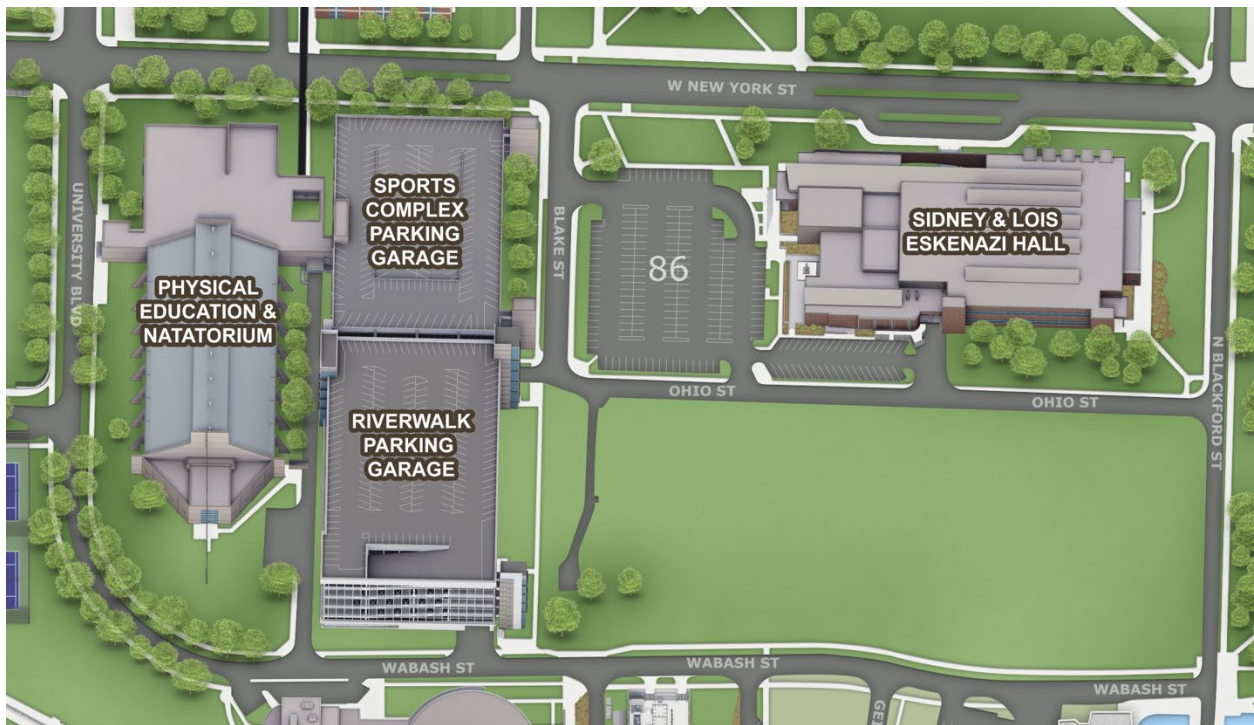 W NEW YORK ST
SPORTS
COMPLEX
PARKING
GARAGE
UNIVERSITY BLVD
BLAKE ST
86
SIDNEY & LOIS
ESKENAZI HALL
PHYSICAL
EDUCATION &
NATATORIUM
N BLACKFORD ST
OHIO ST
OHIO ST
RIVERWALK
PARKING
GARAGE
WABASH ST
WABASH ST
WABASH ST